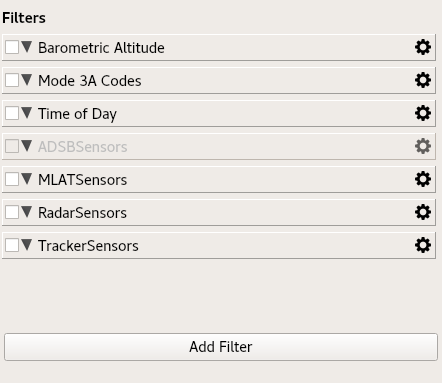 Filters
Barometric Altitude
Mode 3A Codes
Time of Day
ADSBSensors
MLATSensors
RadarSensors
TrackerSensors
Add Filter